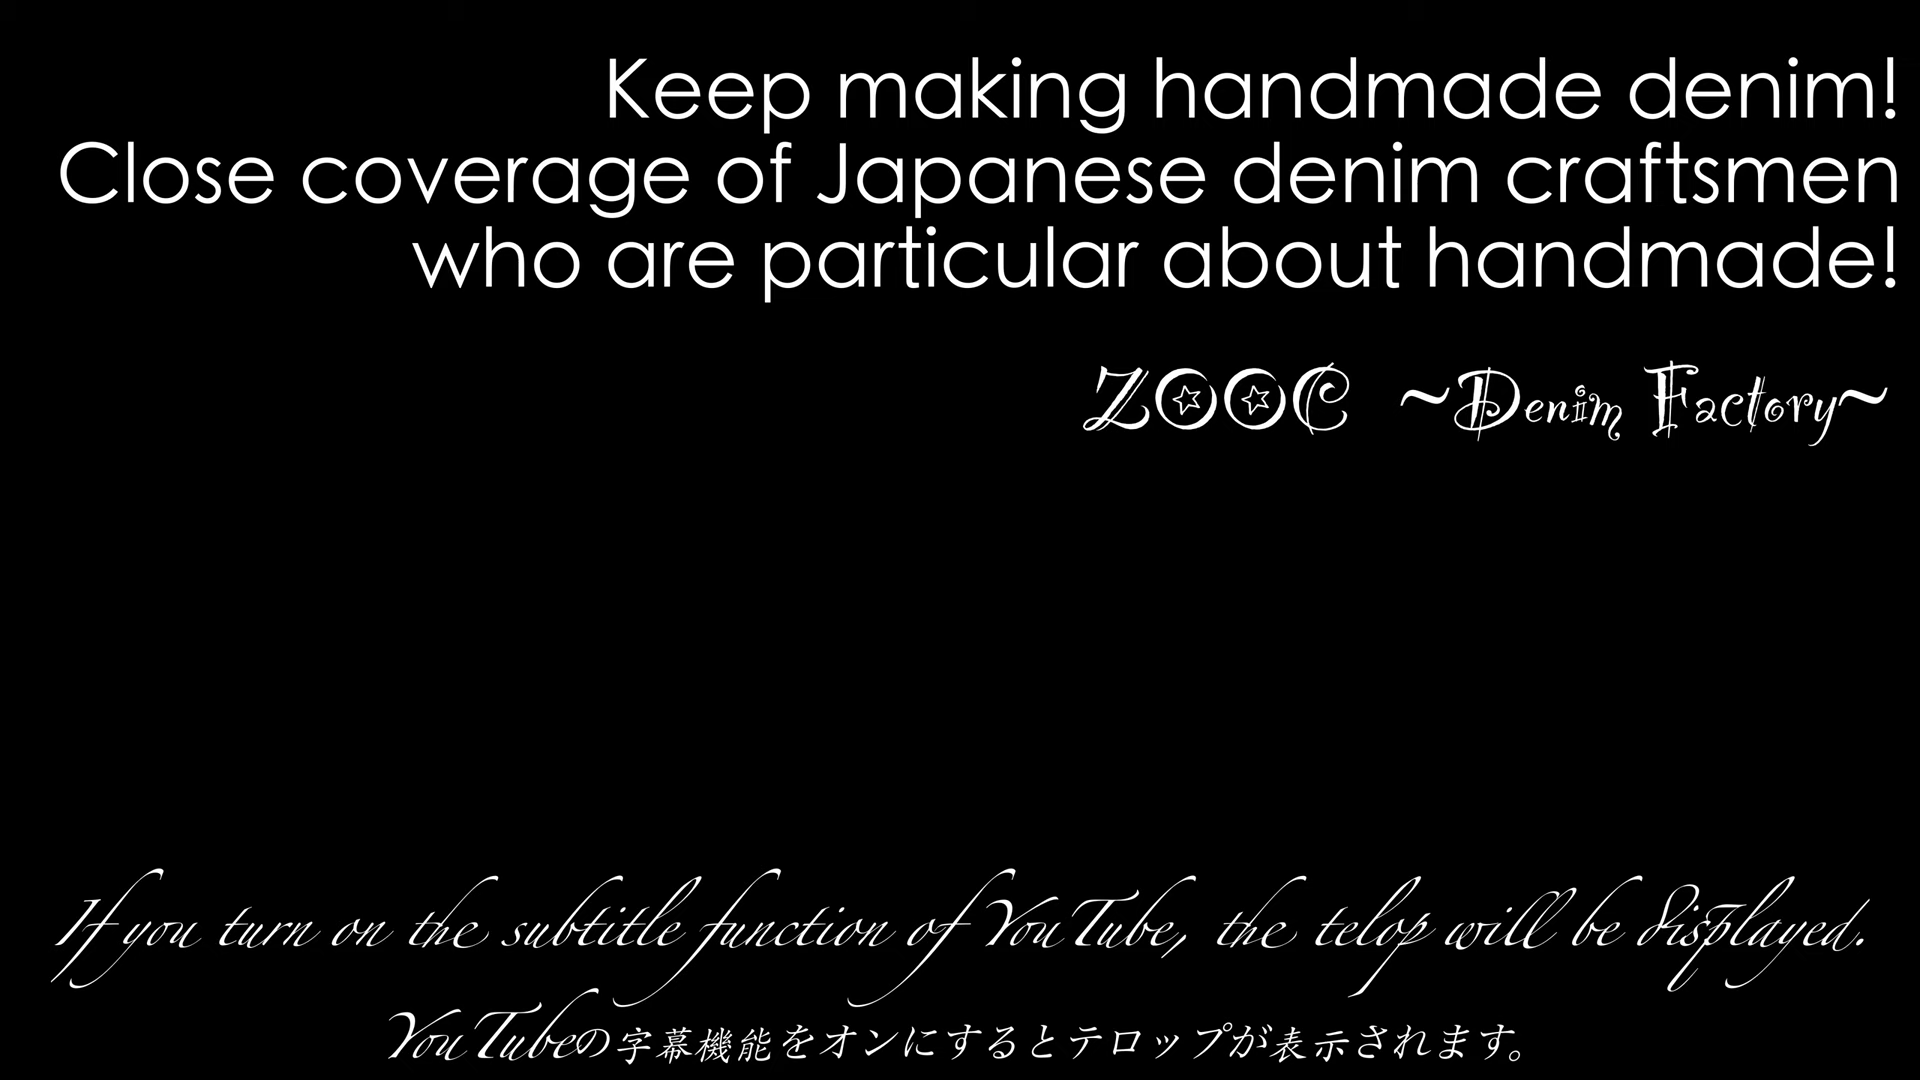 Keep making handmade denim!
Close coverage of Japanese denim craftsmen
who are particular about handmade!
ZOOC ~Denim Factory~
If you turn on the subtitle function of YouTube, the telop will be displayed.
YouTubeの字幕機能をオンにするとテロップが表示されます。